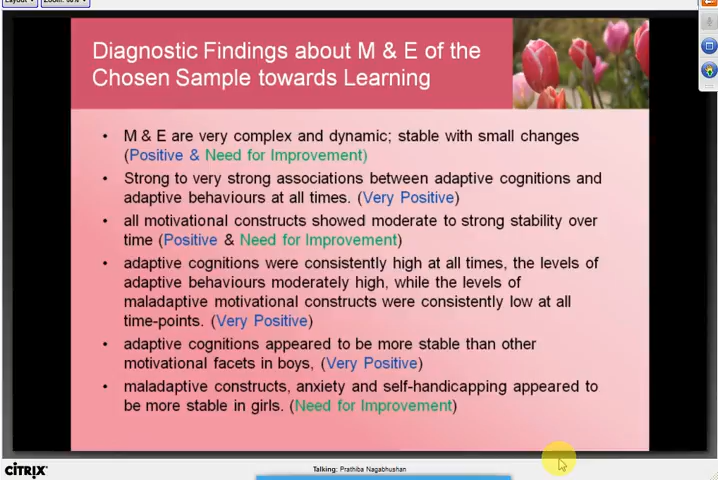 Layout
Zoom: 80%
Diagnostic Findings about M & E of the
Chosen Sample towards Learning
• M & E are very complex and dynamic; stable with small changes
(Positive & Need for Improvement)
• Strong to very strong associations between adaptive cognitions and
adaptive behaviours at all times. (Very Positive)
• all motivational constructs showed moderate to strong stability over
time (Positive & Need for Improvement)
• adaptive cognitions were consistently high at all times, the levels of
adaptive behaviours moderately high, while the levels of
maladaptive motivational constructs were consistently low at all
time-points. (Very Positive)
• adaptive cognitions appeared to be more stable than other
motivational facets in boys, (Very Positive)
• maladaptive constructs, anxiety and self-handicapping appeared to
be more stable in girls. (Need for Improvement)
CİTRIX
Talking: Prathiba Nagabhushan